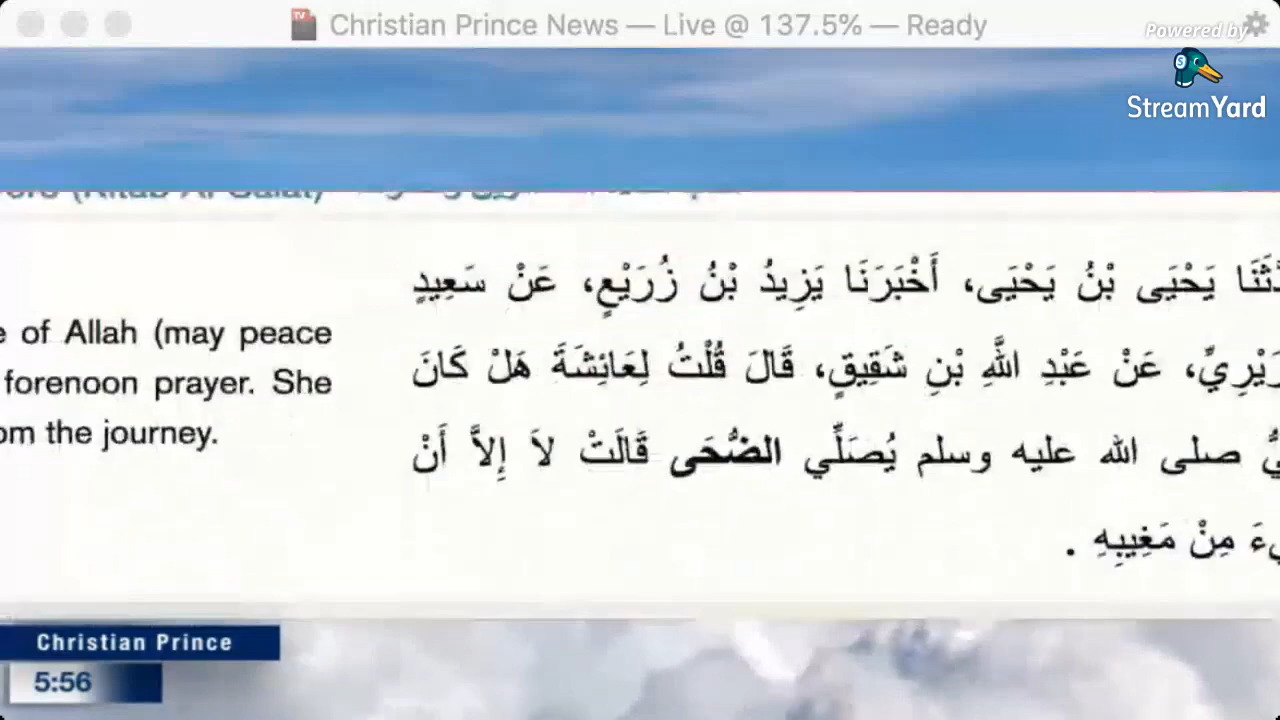 Christian Prince News — Live @ 137.5% — Ready
Powered by
StreamYard
يَحْيَى بْنُ يَحْيَى، أَخْبَرَنَا يَزِيدُ بْنُ زُرَيْعٍ، عَنْ سَعِيدٍ
عَنْ عَبْدِ اللَّهِ بْنِ شَقِيقٍ، قَالَ قُلْتُ لِعَائِشَةَ هَلْ كَانَ
صلى الله عليه وسلم يُصَلِّي الضُّحَى قَالَتْ لاَ إِلاَّ أَنْ
مِنْ مَغِيبِهِ .
of Allah (may peace
forenoon prayer. She
the journey.
Christian Prince
5:56